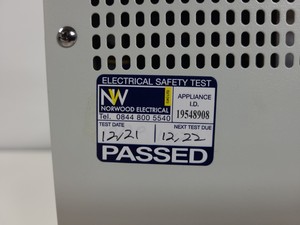 ELECTRICAL SAFETY TEST
NW
NORWOOD ELECTRICAL
Tel. 0844 800 5540
APPLIANCE
I.D.
19548908
TEST DATE
NEXT TEST DUE
12/21
12/22
PASSED